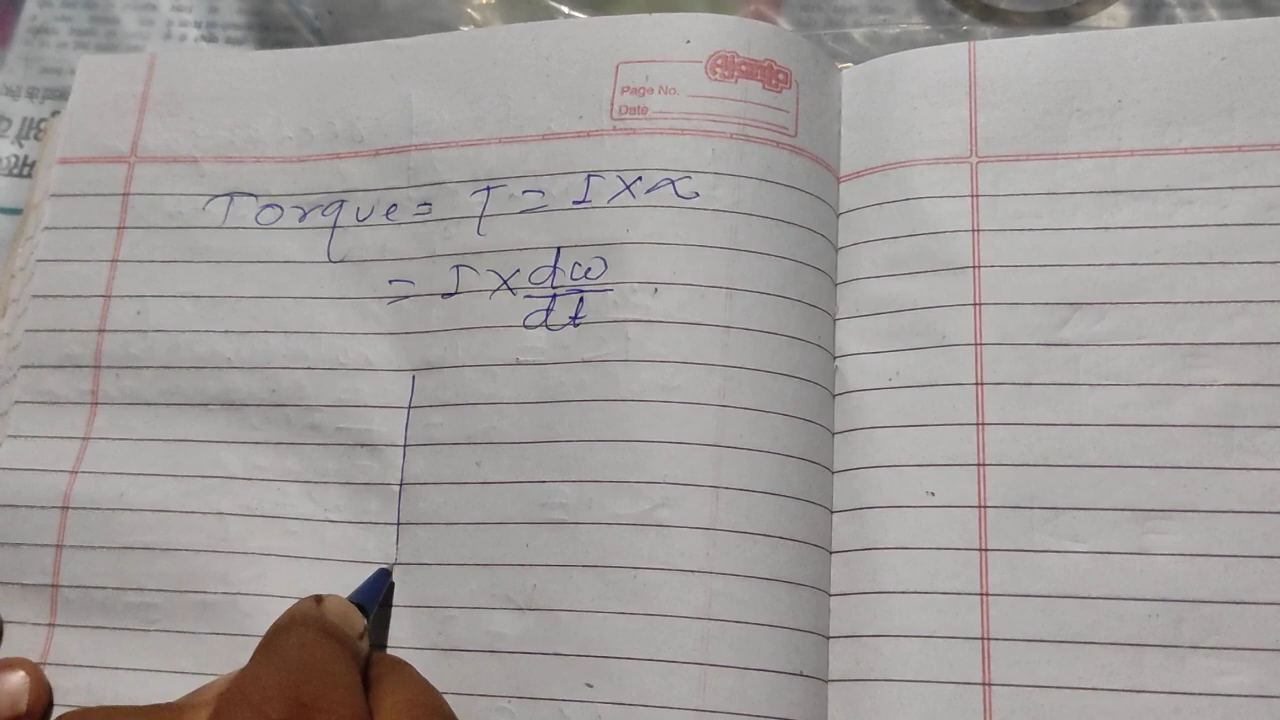 Ajanta
Page No.
Date
Torque = T = I × α
= I × dω
dt